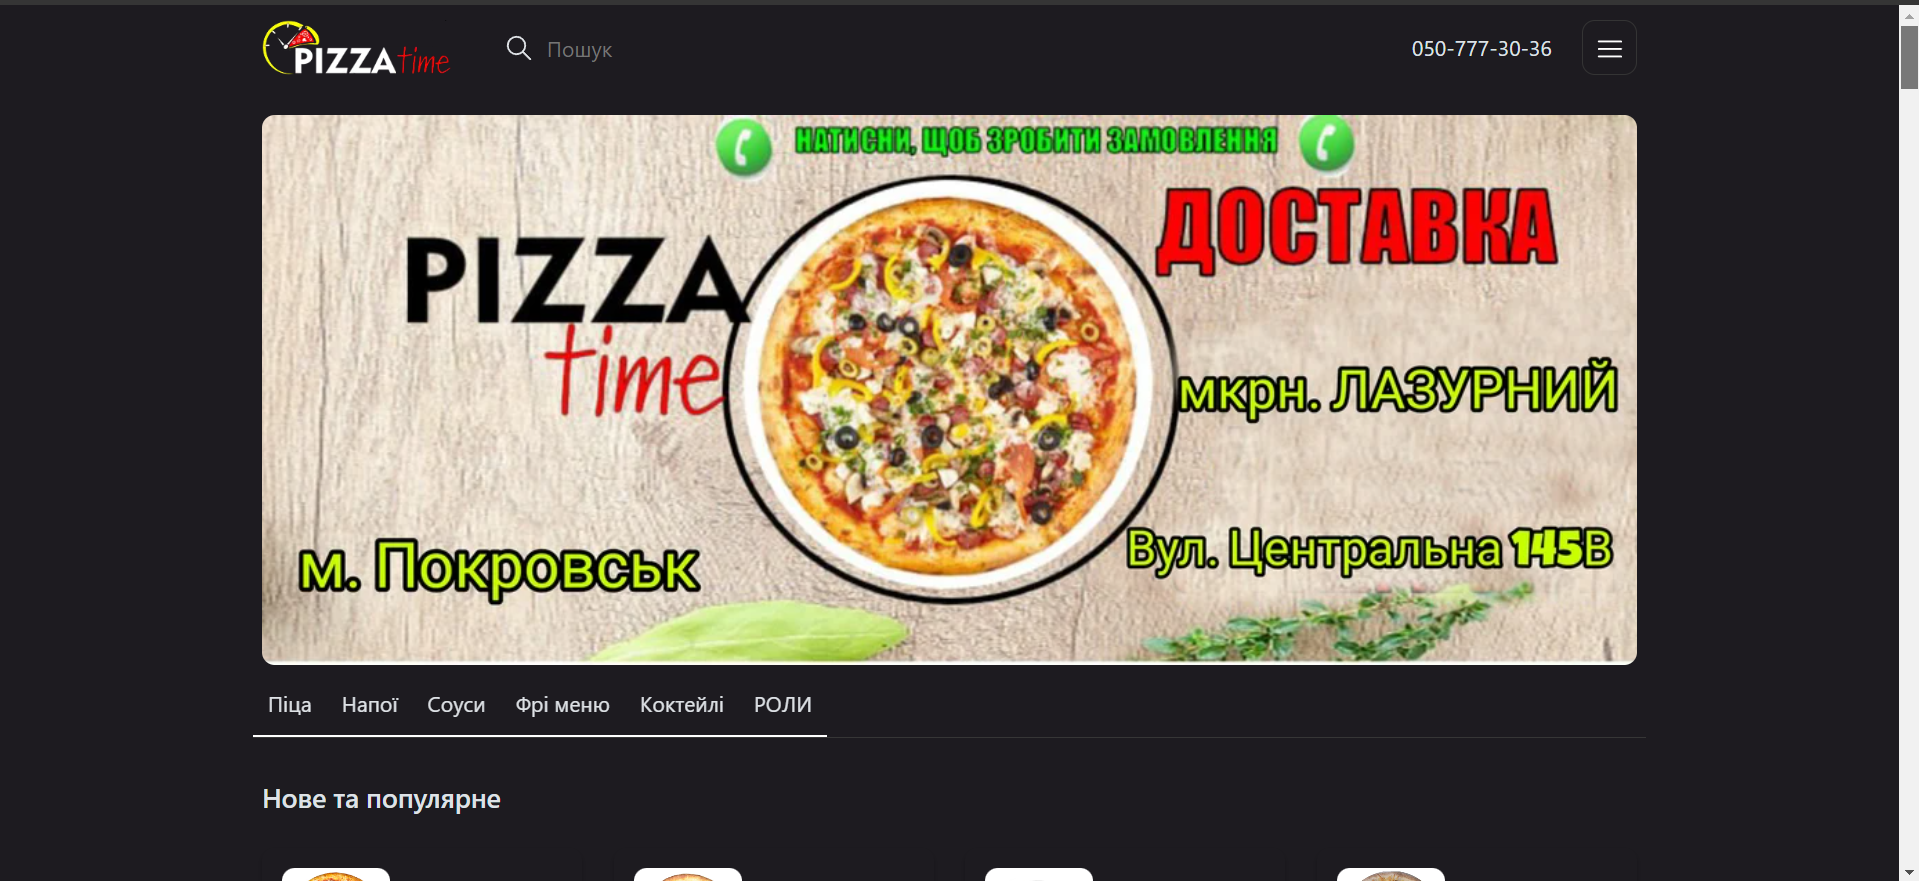 PIZZA time
Пошук
050-777-30-36
НАТИСНИ, ЩОБ ЗРОБИТИ ЗАМОВЛЕННЯ
ДОСТАВКА
PIZZA
time
мкрн. ЛАЗУРНИЙ
Вул. Центральна 145В
м. Покровськ
Піца
Напої
Соуси
Фрі меню
Коктейлі
РОЛИ
Нове та популярне